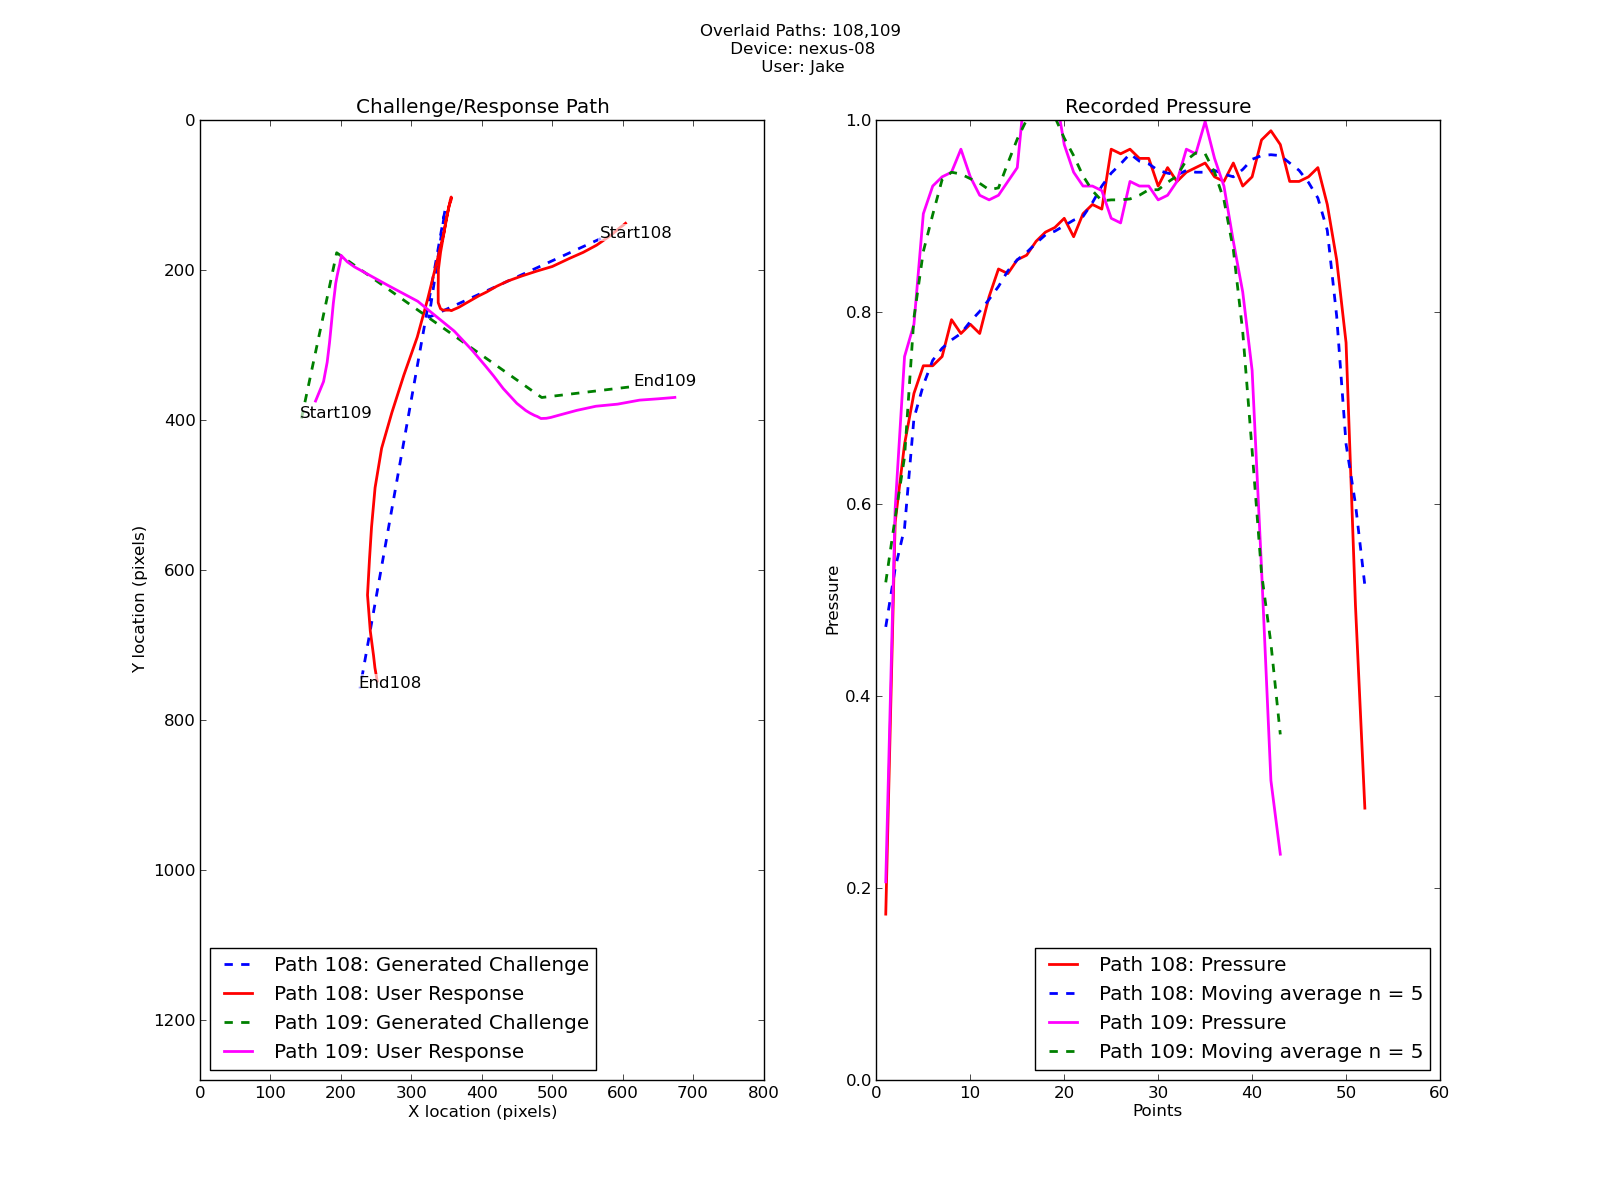 Overlaid Paths: 108,109
Device: nexus-08
User: Jake
Challenge/Response Path
0
200
400
600
800
1000
1200
Y location (pixels)
Start108
End109
Start109
End108
Path 108: Generated Challenge
Path 108: User Response
Path 109: Generated Challenge
Path 109: User Response
0 100 200 300 400 500 600 700 800
X location (pixels)
Recorded Pressure
1.0
0.8
0.6
0.4
0.2
0.0
Pressure
Path 108: Pressure
Path 108: Moving average n = 5
Path 109: Pressure
Path 109: Moving average n = 5
0 10 20 30 40 50 60
Points